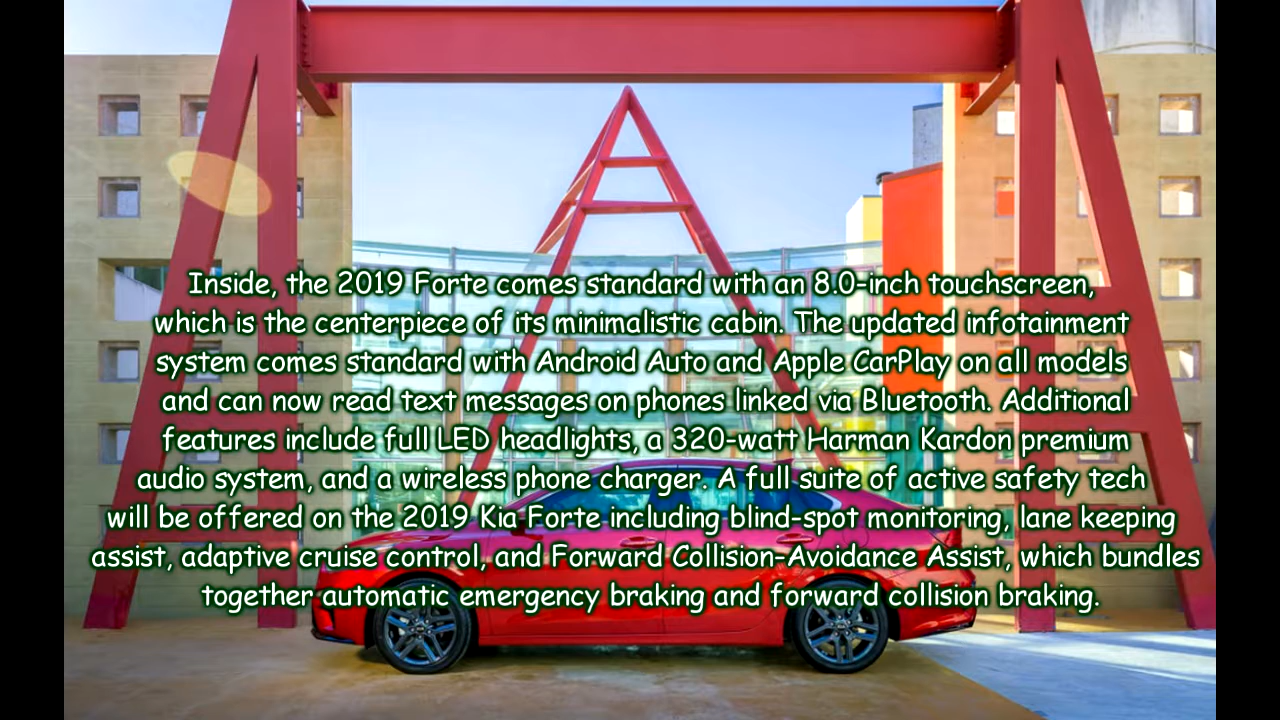 Inside, the 2019 Forte comes standard with an 8.0-inch touchscreen,
which is the centerpiece of its minimalistic cabin. The updated infotainment
system comes standard with Android Auto and Apple CarPlay on all models
and can now read text messages on phones linked via Bluetooth. Additional
features include full LED headlights, a 320-watt Harman Kardon premium
audio system, and a wireless phone charger. A full suite of active safety tech
will be offered on the 2019 Kia Forte including blind-spot monitoring, lane keeping
assist, adaptive cruise control, and Forward Collision-Avoidance Assist, which bundles
together automatic emergency braking and forward collision braking.